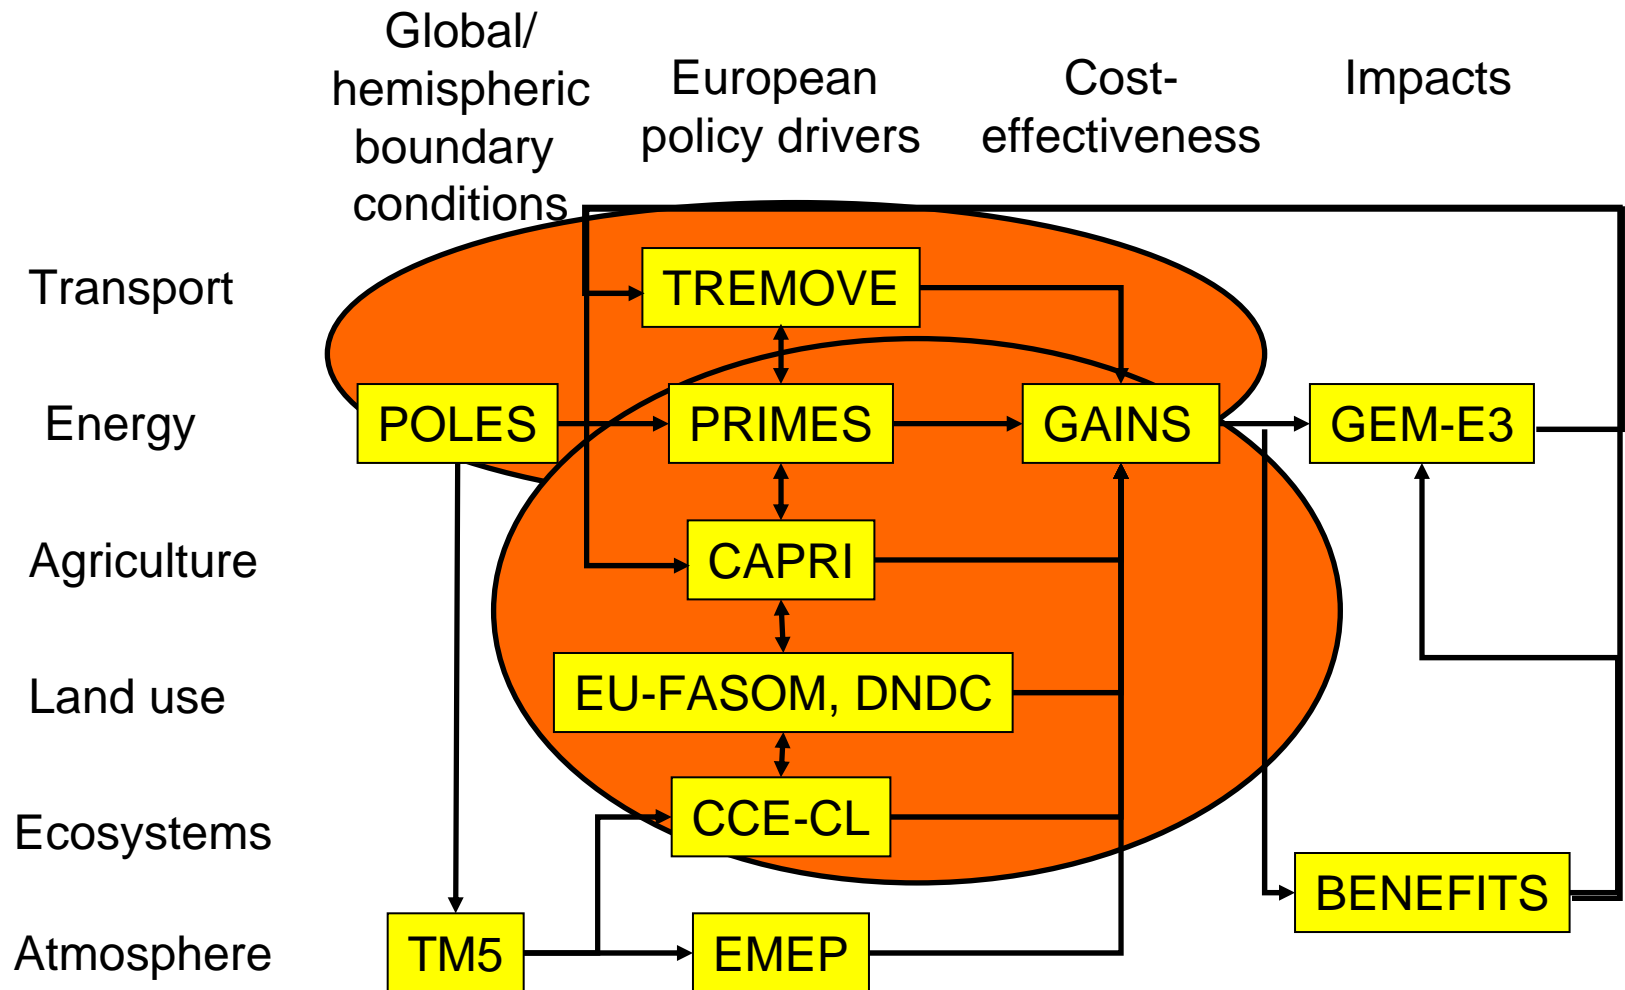 Global/
hemispheric
boundary
conditions
European
policy drivers
Cost-
effectiveness
Impacts
Transport
TREMOVE
Energy
POLES
PRIMES
GAINS
GEM-E3
Agriculture
CAPRI
Land use
EU-FASOM, DNDC
Ecosystems
CCE-CL
BENEFITS
Atmosphere
TM5
EMEP